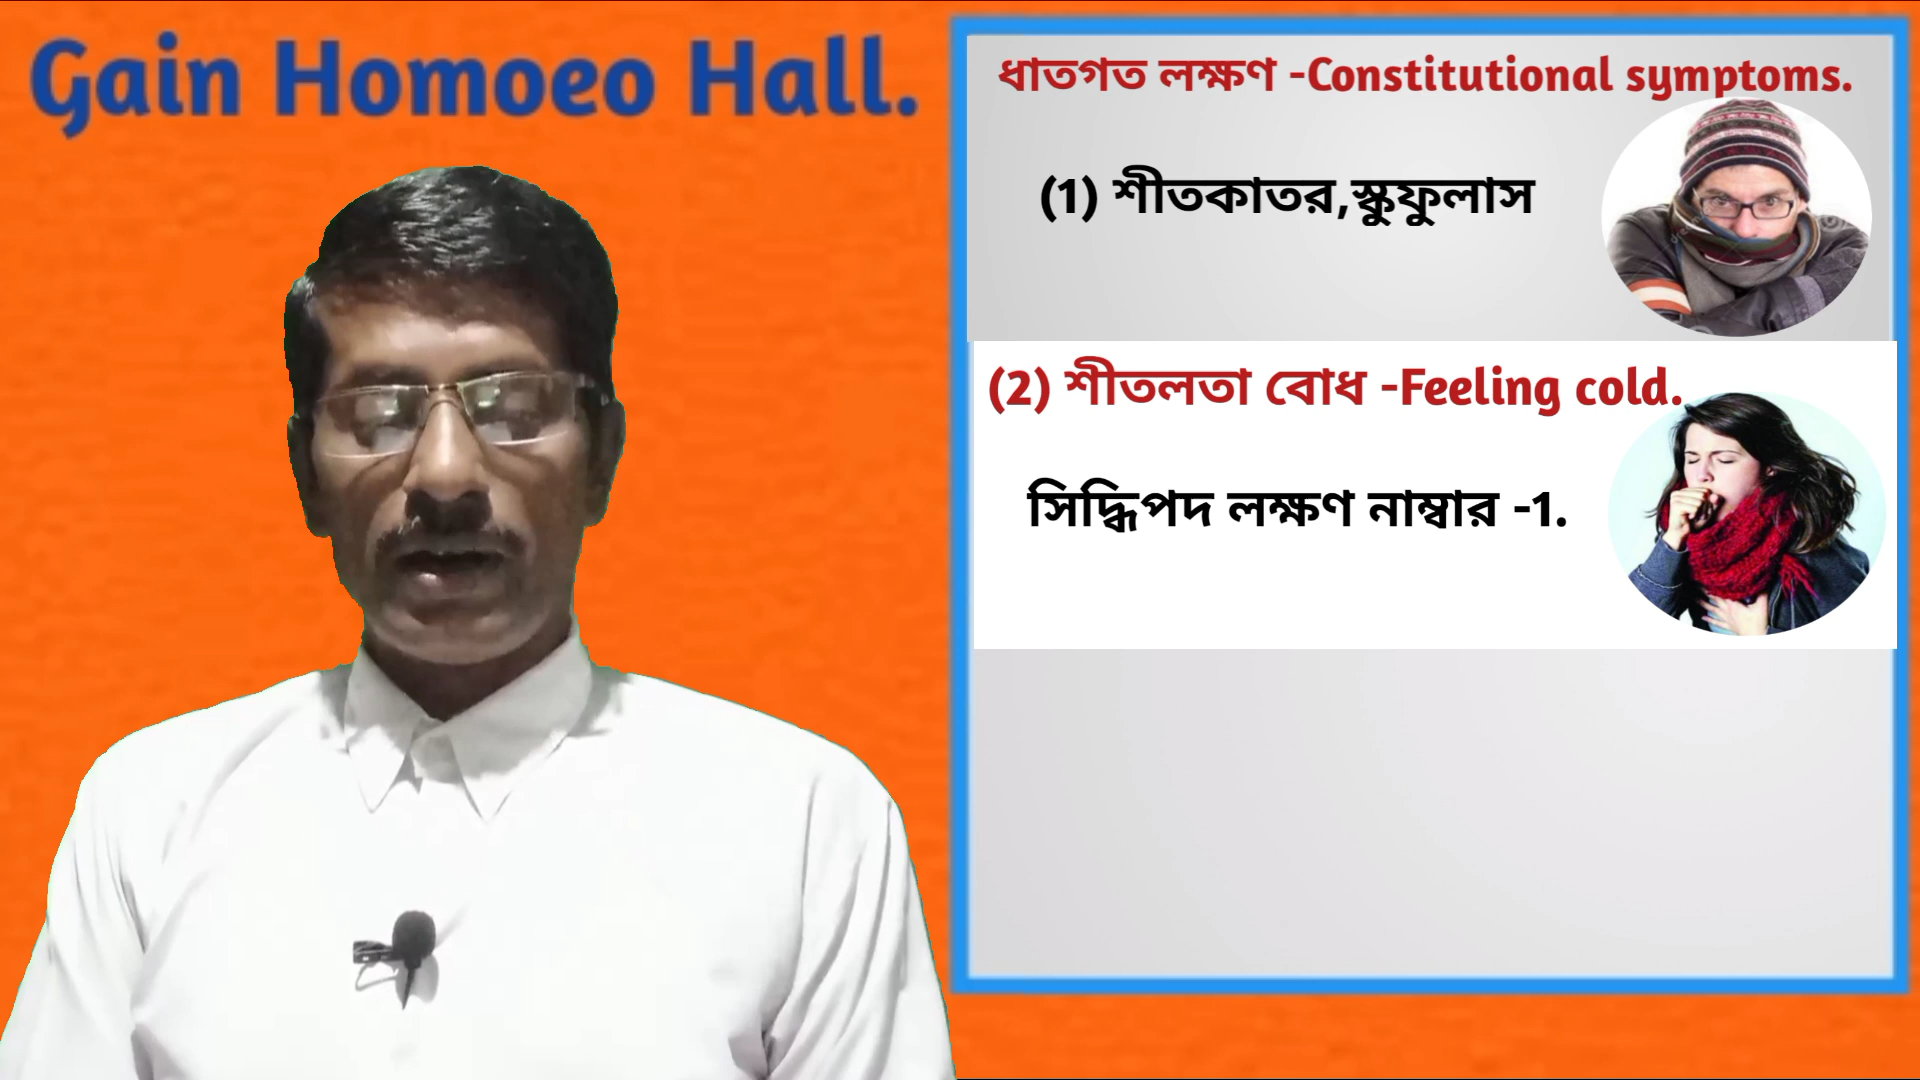 Gain Homoeo Hall.
ধাতগত লক্ষণ -Constitutional symptoms.
(1) শীতকাতর,স্কুফুলাস
(2) শীতলতা বোধ -Feeling cold.
সিদ্ধিপদ লক্ষণ নাম্বার -1.